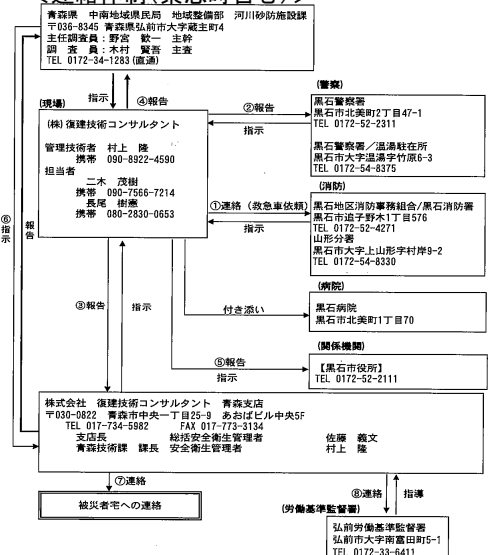 青森県 中南地域県民局 地域整備部 河川砂防施設課
〒036-8345 青森県弘前市大字蔵主町4
主任調査員：野宮 歓一 主幹
調 査 員：木村 賢吾 主査
TEL 0172-34-1283(直通)
指示
④報告
(現場)
(株)復建技術コンサルタント
管理技術者 村上 隆
携帯 090-8922-4590
担当者
二木 茂樹
携帯 090-7566-7214
長尾 樹憲
携帯 080-2830-0653
②報告
指示
(警察)
黒石警察署
黒石市北美町2丁目47-1
TEL 0172-52-2311
黒石警察署／温湯駐在所
黒石市大字温湯字竹原6-3
TEL 0172-54-8375
①連絡（救急車依頼）
指示
(消防)
黒石地区消防事務組合/黒石消防署
黒石市追子野木1丁目576
TEL 0172-52-4271
山形分署
黒石市大字上山形字村岸9-2
TEL 0172-54-8330
⑥指示
報告
③報告
指示
付き添い
(病院)
黒石病院
黒石市北美町1丁目70
⑤報告
指示
(関係機関)
【黒石市役所】
TEL 0172-52-2111
株式会社 復建技術コンサルタント 青森支店
〒030-0822 青森市中央一丁目25-9 あおばビル中央5F
TEL 017-734-5982 FAX 017-773-3134
支店長 総括安全衛生管理者 佐藤 義文
青森技術課 課長 安全衛生管理者 村上 隆
⑦連絡
被災者宅への連絡
⑧連絡
指導
(労働基準監督署)
弘前労働基準監督署
弘前市大字南富田町5-1
TEL 0172-33-6411